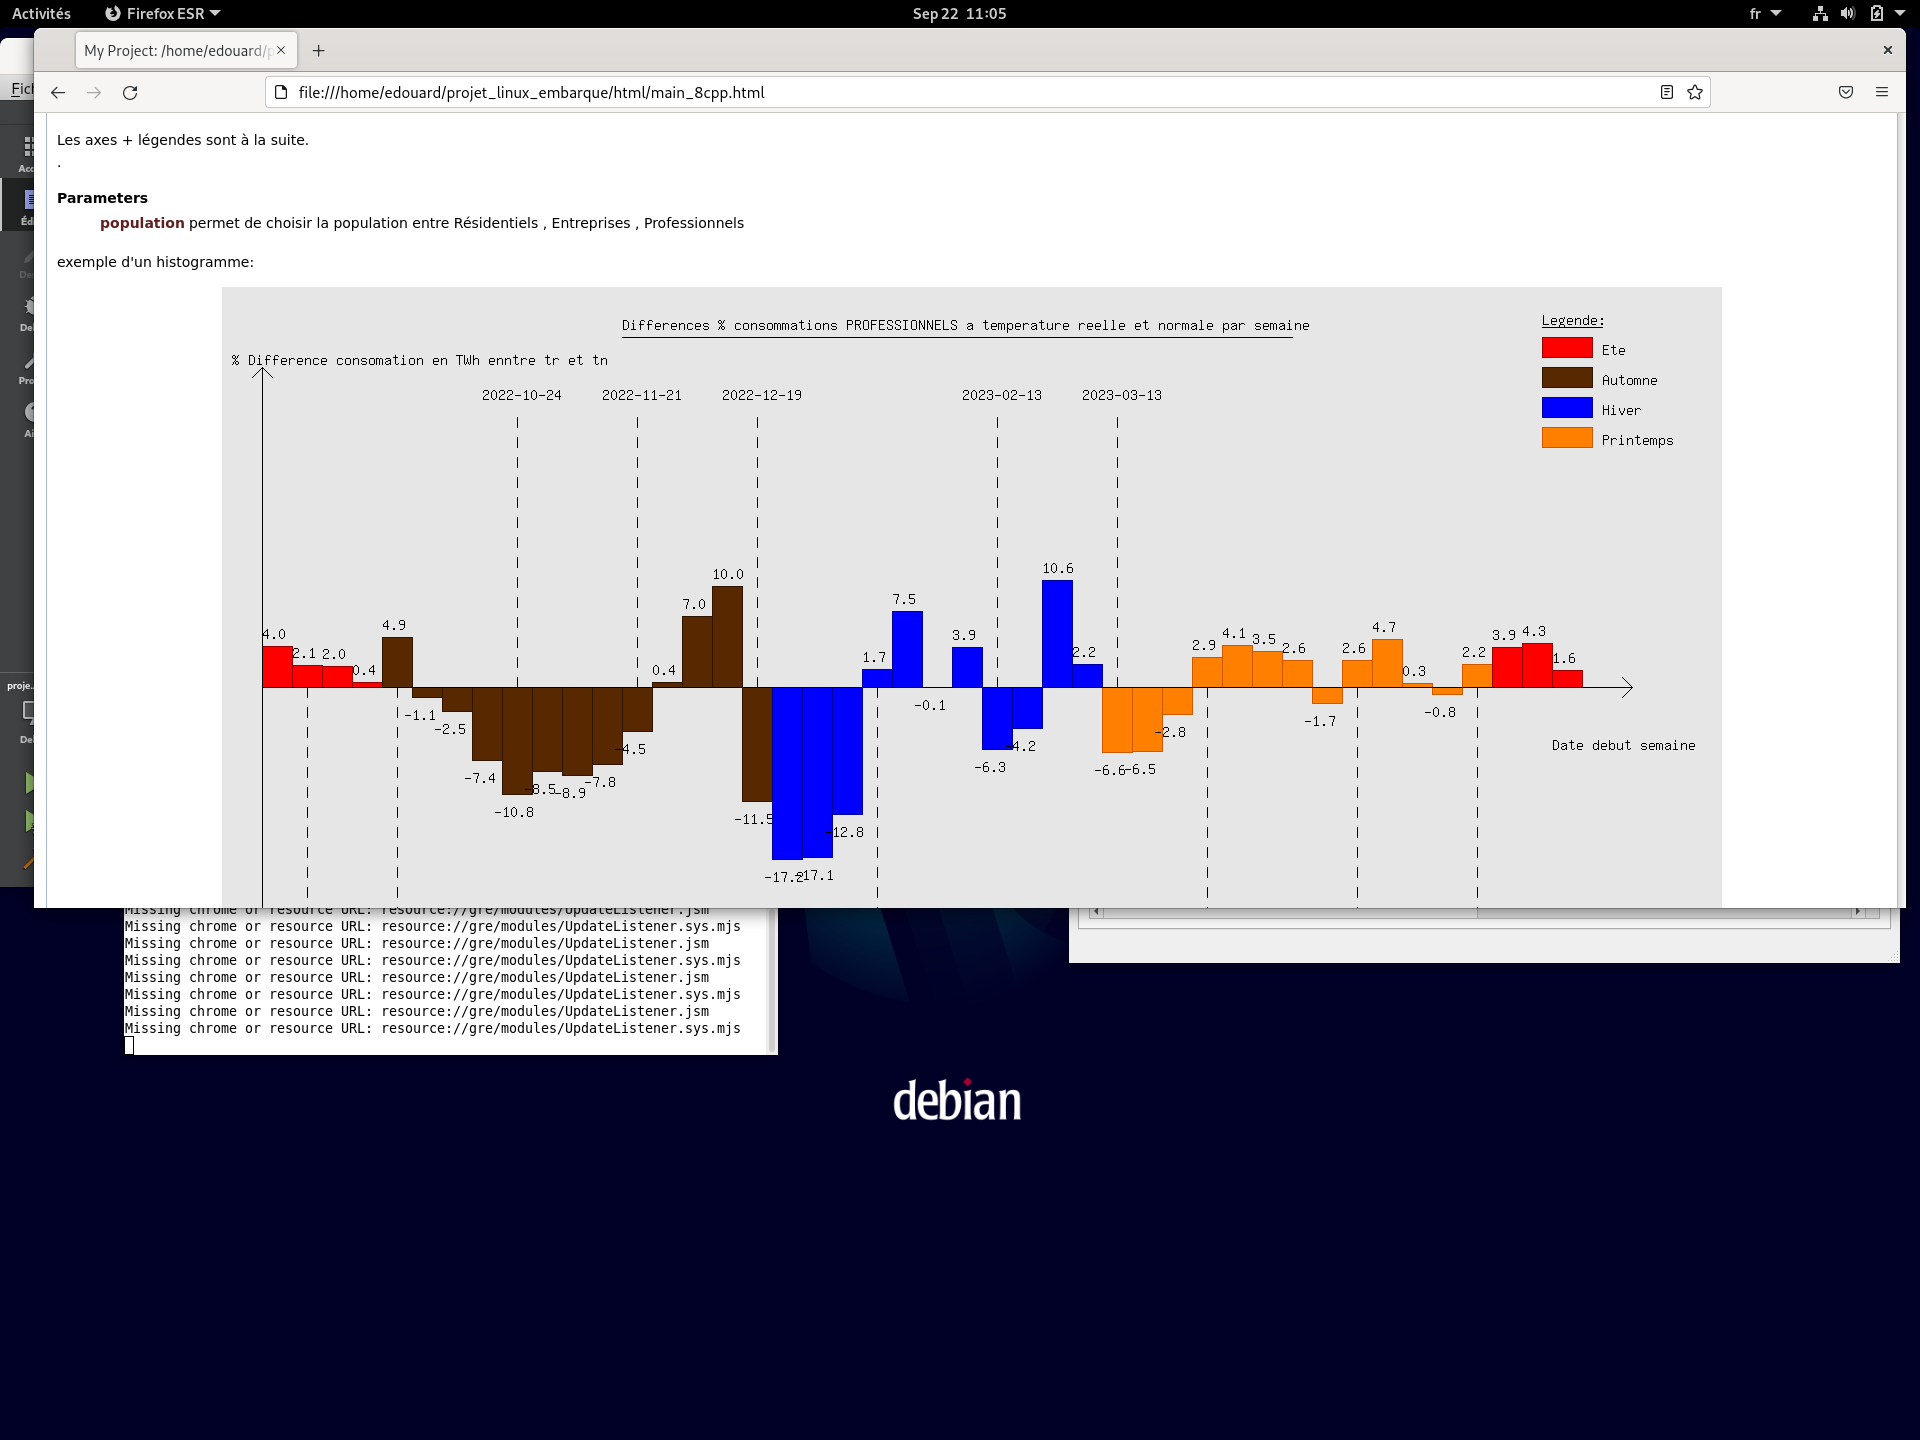 Activités Firefox ESR Sep 22 11:05 fr
My Project: /home/edouard/p
file:///home/edouard/projet_linux_embarque/html/main_8cpp.html
Les axes + légendes sont à la suite.
.
Parameters
population permet de choisir la population entre Résidentiels , Entreprises , Professionnels
exemple d'un histogramme:
Differences % consommations PROFESSIONNELS a temperature reelle et normale par semaine
Legende:
Ete
Automne
Hiver
Printemps
% Difference consomation en TWh enntre tr et tn
2022-10-24 2022-11-21 2022-12-19 2023-02-13 2023-03-13
4.0 2.1 2.0 0.4 4.9 -1.1 -2.5 -7.4 -10.8 -8.5 -8.9 -7.8 -4.5 0.4 7.0 10.0 -11.5 -17.2 -17.1 -12.8 1.7 7.5 -0.1 3.9 -6.3 -4.2 10.6 2.2 -6.6 -6.5 -2.8 2.9 4.1 3.5 2.6 -1.7 2.6 4.7 0.3 -0.8 2.2 3.9 4.3 1.6
Date debut semaine
proje..
Missing chrome or resource URL: resource://gre/modules/UpdateListener.jsm
Missing chrome or resource URL: resource://gre/modules/UpdateListener.sys.mjs
Missing chrome or resource URL: resource://gre/modules/UpdateListener.jsm
Missing chrome or resource URL: resource://gre/modules/UpdateListener.sys.mjs
Missing chrome or resource URL: resource://gre/modules/UpdateListener.jsm
Missing chrome or resource URL: resource://gre/modules/UpdateListener.sys.mjs
Missing chrome or resource URL: resource://gre/modules/UpdateListener.jsm
Missing chrome or resource URL: resource://gre/modules/UpdateListener.sys.mjs
debian